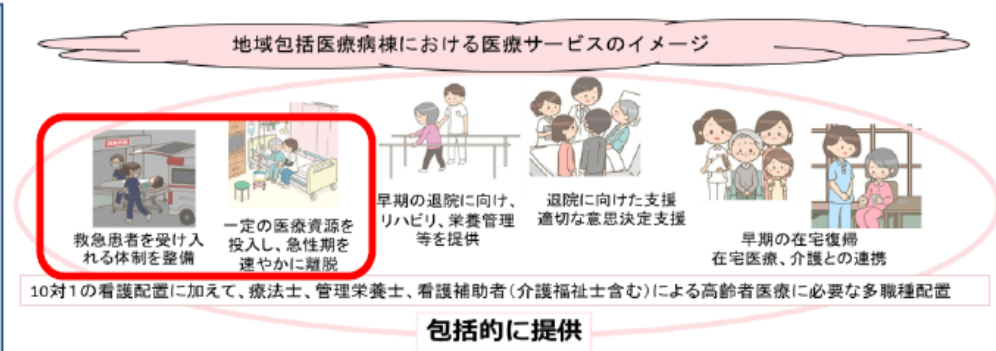 地域包括医療病棟における医療サービスのイメージ
救急患者を受け入
れる体制を整備
一定の医療資源を
投入し、急性期を
速やかに離脱
早期の退院に向け、
リハビリ、栄養管理
等を提供
退院に向けた支援
適切な意思決定支援
早期の在宅復帰
在宅医療、介護との連携
10対1の看護配置に加えて、療法士、管理栄養士、看護補助者(介護福祉士含む)による高齢者医療に必要な多職種配置
包括的に提供